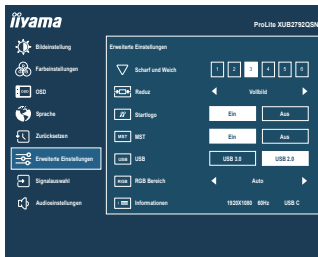 iiyama
ProLite XUB2792QSN
Bildeinstellung
Farbeinstellungen
OSD OSD
Sprache
Zurücksetzen
Erweiterte Einstellungen
Signalauswahl
Audioeinstellungen
Erweiterte Einstellungen
Scharf und Weich 1 2 3 4 5 6
Reduz Vollbild
Startlogo Ein Aus
MST MST Ein Aus
USB USB USB 3.0 USB 2.0
RGB RGB Bereich Auto
Informationen 1920X1080 60Hz USB C